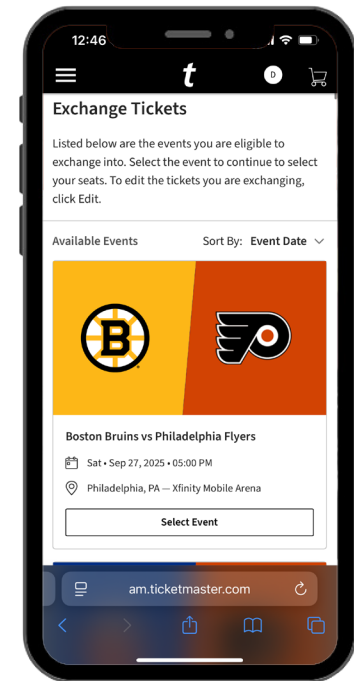 12:46
t
D
Exchange Tickets
Listed below are the events you are eligible to
exchange into. Select the event to continue to select
your seats. To edit the tickets you are exchanging,
click Edit.
Available Events
Sort By: Event Date
B
Boston Bruins vs Philadelphia Flyers
Sat • Sep 27, 2025 • 05:00 PM
Philadelphia, PA — Xfinity Mobile Arena
Select Event
am.ticketmaster.com